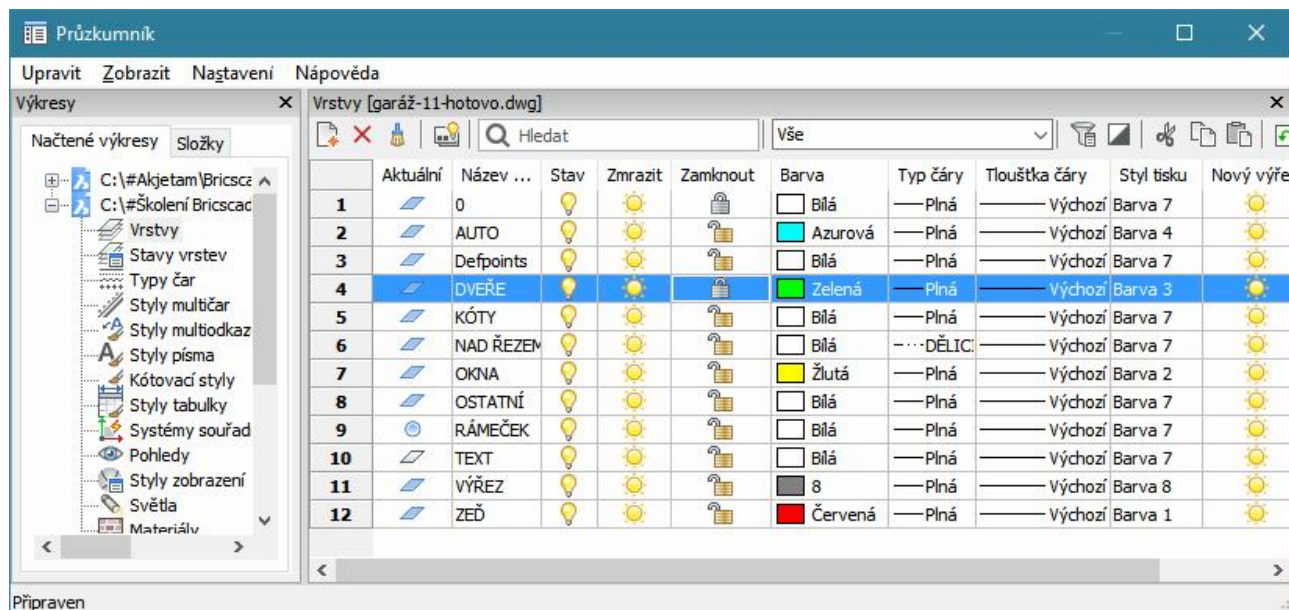 Průzkumník
Upravit Zobrazit Nastavení Nápověda
Výkresy
Načtené výkresy Složky
C:\#Akjetam\Bricsca
C:\#Školení Bricscad
Vrstvy
Stavy vrstev
Typy čar
Styly multičar
Styly multiodkaz
Styly písma
Kótovací styly
Styly tabulky
Systémy souřad
Pohledy
Styly zobrazení
Světla
Materiály
Vrstvy [garáž-11-hotovo.dwg]
Hledat Vše
Aktuální Název ... Stav Zmrazit Zamknout Barva Typ čáry Tloušťka čáry Styl tisku Nový výře
1 0 Bílá Plná Výchozí Barva 7
2 AUTO Azurová Plná Výchozí Barva 4
3 Defpoints Bílá Plná Výchozí Barva 7
4 DVEŘE Zelená Plná Výchozí Barva 3
5 KÓTY Bílá Plná Výchozí Barva 7
6 NAD ŘEZEM Bílá DĚLICÍ Výchozí Barva 7
7 OKNA Žlutá Plná Výchozí Barva 2
8 OSTATNÍ Bílá Plná Výchozí Barva 7
9 RÁMEČEK Bílá Plná Výchozí Barva 7
10 TEXT Bílá Plná Výchozí Barva 7
11 VÝŘEZ 8 Plná Výchozí Barva 8
12 ZEĎ Červená Plná Výchozí Barva 1
Připraven